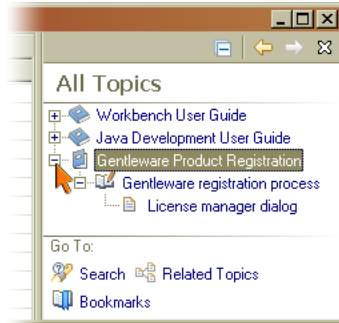 All Topics
Workbench User Guide
Java Development User Guide
Gentleware Product Registration
Gentleware registration process
License manager dialog
Go To:
Search Related Topics
Bookmarks